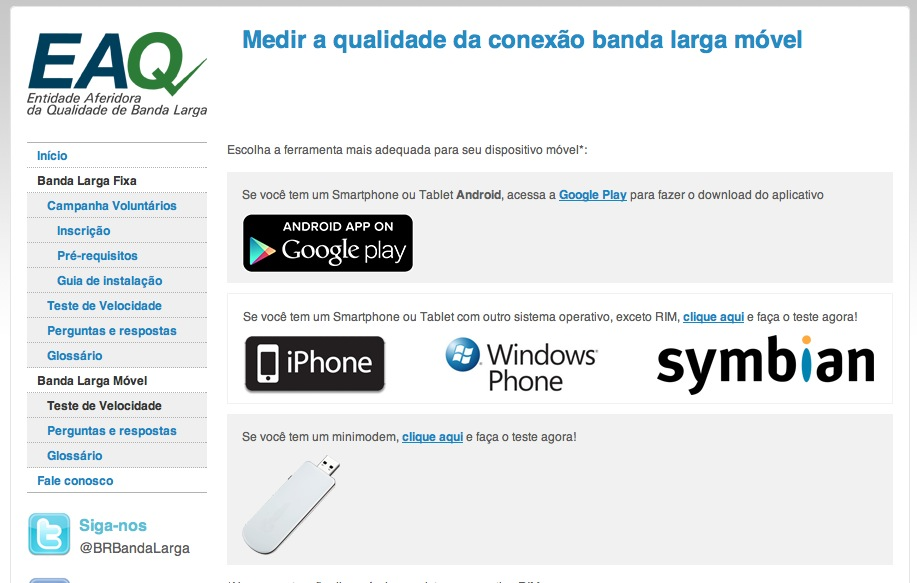 EAQ
Entidade Aferidora
da Qualidade de Banda Larga
Medir a qualidade da conexão banda larga móvel
Início
Banda Larga Fixa
Campanha Voluntários
Inscrição
Pré-requisitos
Guia de instalação
Teste de Velocidade
Perguntas e respostas
Glossário
Banda Larga Móvel
Teste de Velocidade
Perguntas e respostas
Glossário
Fale conosco
Siga-nos
@BRBandaLarga
Escolha a ferramenta mais adequada para seu dispositivo móvel*:
Se você tem um Smartphone ou Tablet Android, acessa a Google Play para fazer o download do aplicativo
ANDROID APP ON
Google play
Se você tem um Smartphone ou Tablet com outro sistema operativo, exceto RIM, clique aqui e faça o teste agora!
iPhone
Windows
Phone
symbian
Se você tem um minimodem, clique aqui e faça o teste agora!